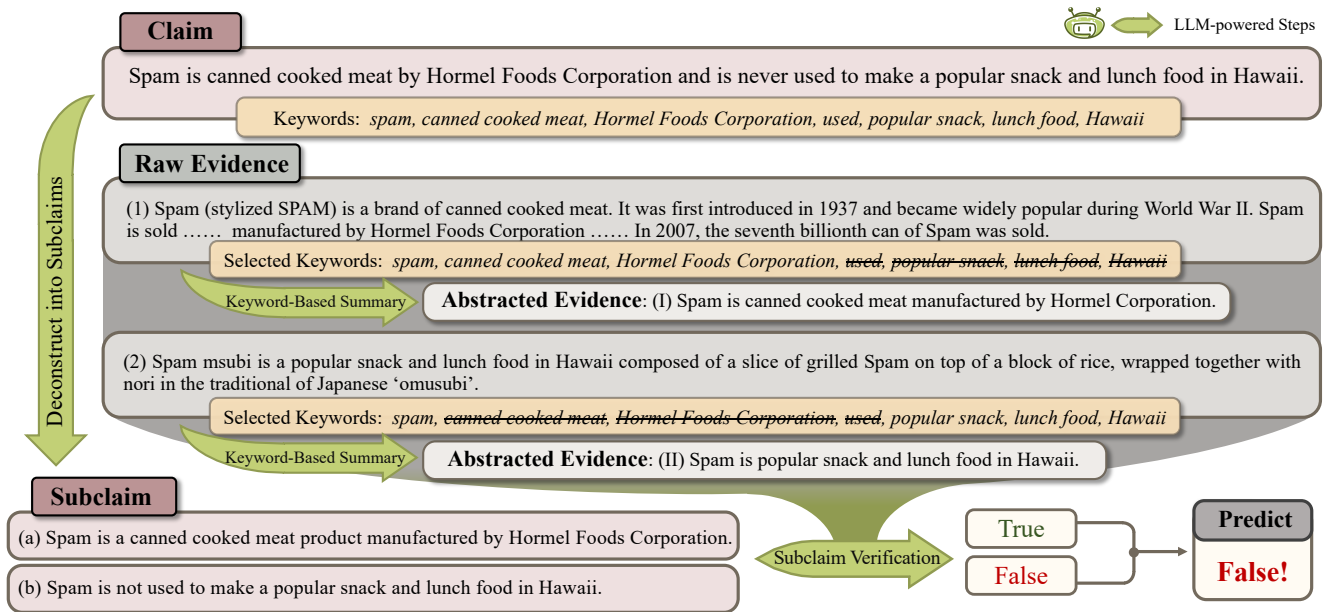 LLM-powered Steps
Claim
Spam is canned cooked meat by Hormel Foods Corporation and is never used to make a popular snack and lunch food in Hawaii.
Keywords: spam, canned cooked meat, Hormel Foods Corporation, used, popular snack, lunch food, Hawaii
Deconstruct into Subclaims
Raw Evidence
(1) Spam (stylized SPAM) is a brand of canned cooked meat. It was first introduced in 1937 and became widely popular during World War II. Spam
is sold …… manufactured by Hormel Foods Corporation …… In 2007, the seventh billionth can of Spam was sold.
Selected Keywords: spam, canned cooked meat, Hormel Foods Corporation, used, popular snack, lunch food, Hawaii
Keyword-Based Summary
Abstracted Evidence: (I) Spam is canned cooked meat manufactured by Hormel Corporation.
(2) Spam msubi is a popular snack and lunch food in Hawaii composed of a slice of grilled Spam on top of a block of rice, wrapped together with
nori in the traditional of Japanese ‘omusubi’.
Selected Keywords: spam, canned cooked meat, Hormel Foods Corporation, used, popular snack, lunch food, Hawaii
Keyword-Based Summary
Abstracted Evidence: (II) Spam is popular snack and lunch food in Hawaii.
Subclaim
(a) Spam is a canned cooked meat product manufactured by Hormel Foods Corporation.
(b) Spam is not used to make a popular snack and lunch food in Hawaii.
Subclaim Verification
True
False
Predict
False!